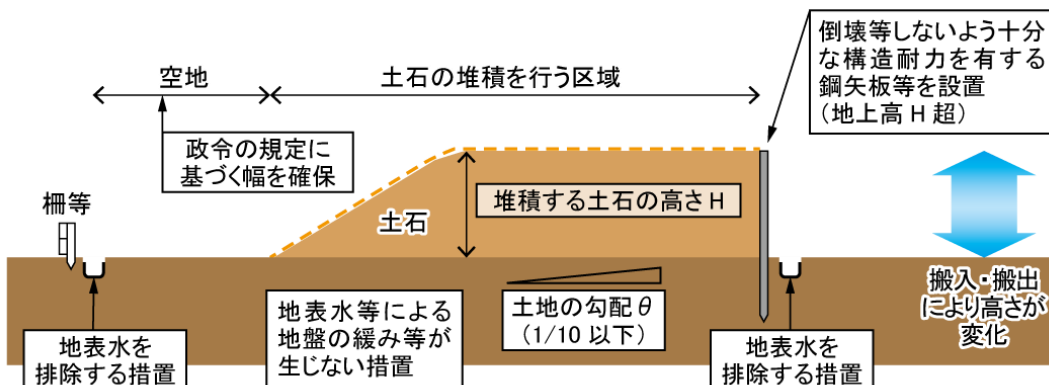 空地
土石の堆積を行う区域
倒壊等しないよう十分
な構造耐力を有する
鋼矢板等を設置
（地上高H超）
政令の規定に
基づく幅を確保
柵等
土石
堆積する土石の高さH
地表水を
排除する措置
地表水等による
地盤の緩み等が
生じない措置
土地の勾配θ
（1/10以下）
地表水を
排除する措置
搬入・搬出
により高さが
変化